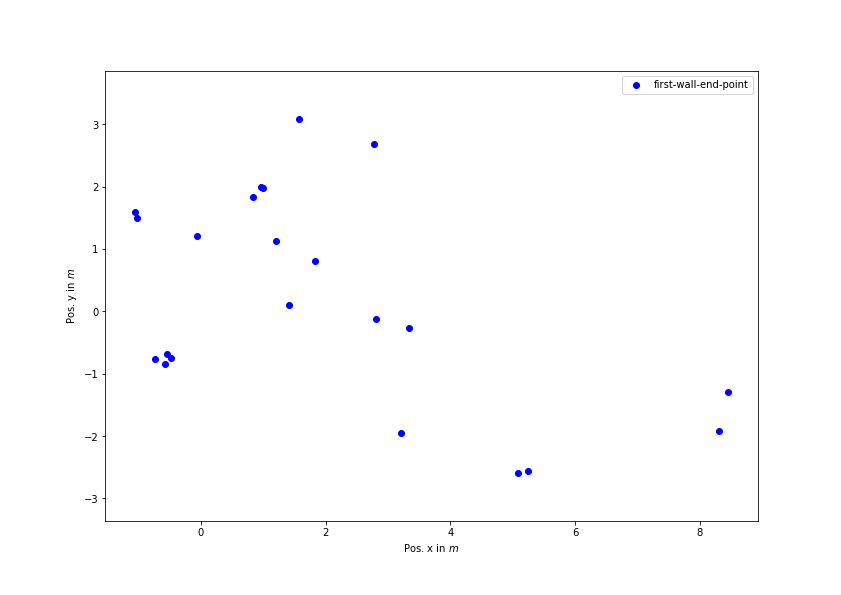 first-wall-end-point
3
2
1
0
−1
−2
−3
Pos. y in m
0 2 4 6 8
Pos. x in m